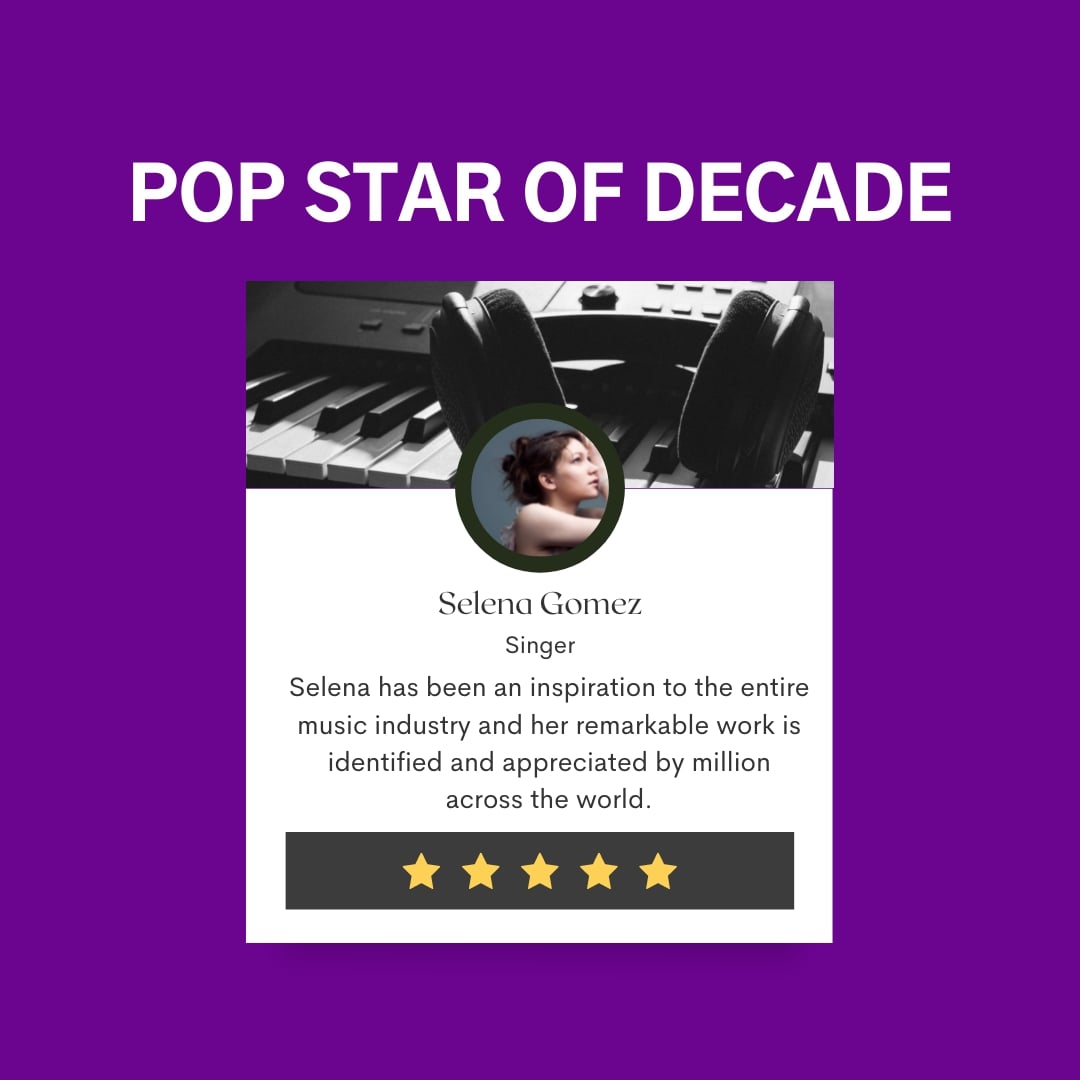 POP STAR OF DECADE
Selena Gomez
Singer
Selena has been an inspiration to the entire
music industry and her remarkable work is
identified and appreciated by million
across the world.